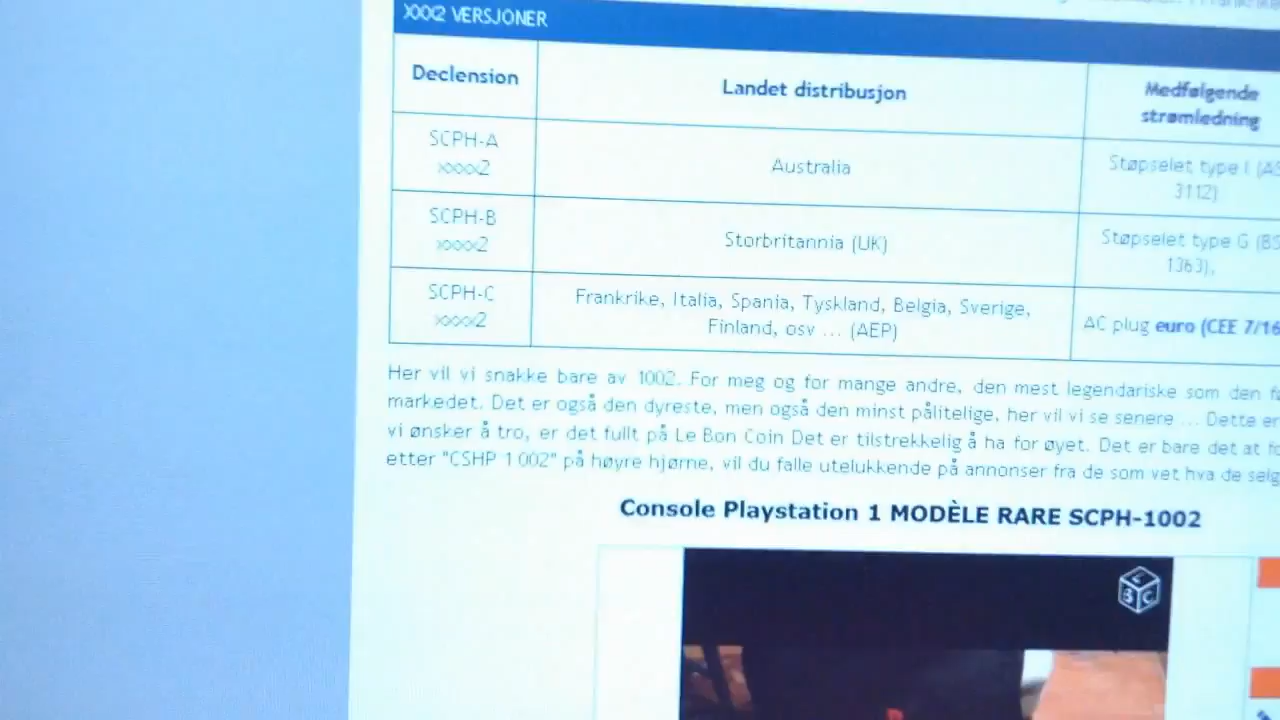 XXX2 VERSJONER
Declension
Landet distribusjon
Medfølgende
strømledning
SCPH-A
xxxx2
Australia
Støpselet type I (AS
3112)
SCPH-B
xxxx2
Storbritannia (UK)
Støpselet type G (BS
1363),
SCPH-C
xxxx2
Frankrike, Italia, Spania, Tyskland, Belgia, Sverige,
Finland, osv ... (AEP)
AC plug euro (CEE 7/16
Her vil vi snakke bare av 1002. For meg og for mange andre, den mest legendariske som den
markedet. Det er også den dyreste, men også den minst pålitelige, her vil vi se senere ... Dette er
vi ønsker å tro, er det fullt på Le Bon Coin Det er tilstrekkelig å ha for øyet. Det er bare det at
etter "CSHP 1 002" på høyre hjørne, vil du falle utelukkende på annonser fra de som vet hva de selg
Console Playstation 1 MODÈLE RARE SCPH-1002
L B C